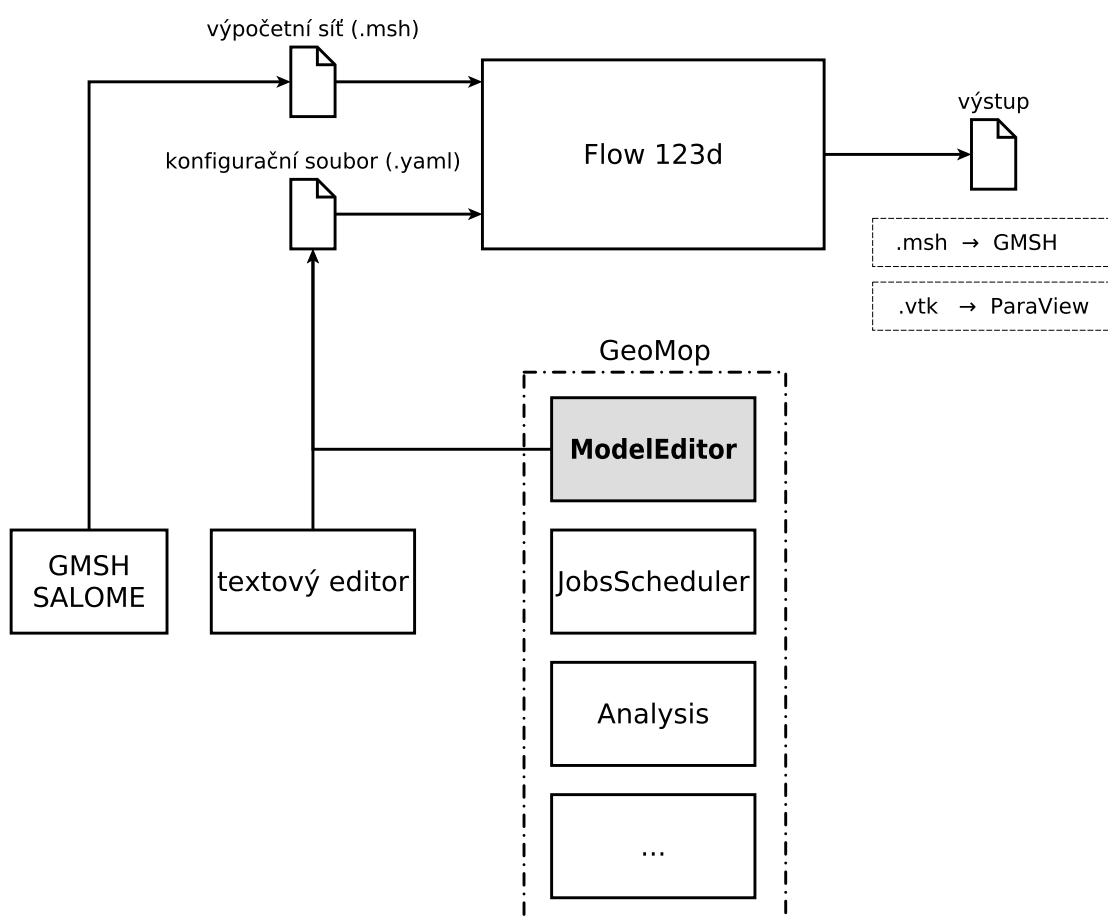 výpočetní síť (.msh)
konfigurační soubor (.yaml)
Flow 123d
výstup
.msh → GMSH
.vtk → ParaView
GeoMop
ModelEditor
GMSH
SALOME
textový editor
JobsScheduler
Analysis
...